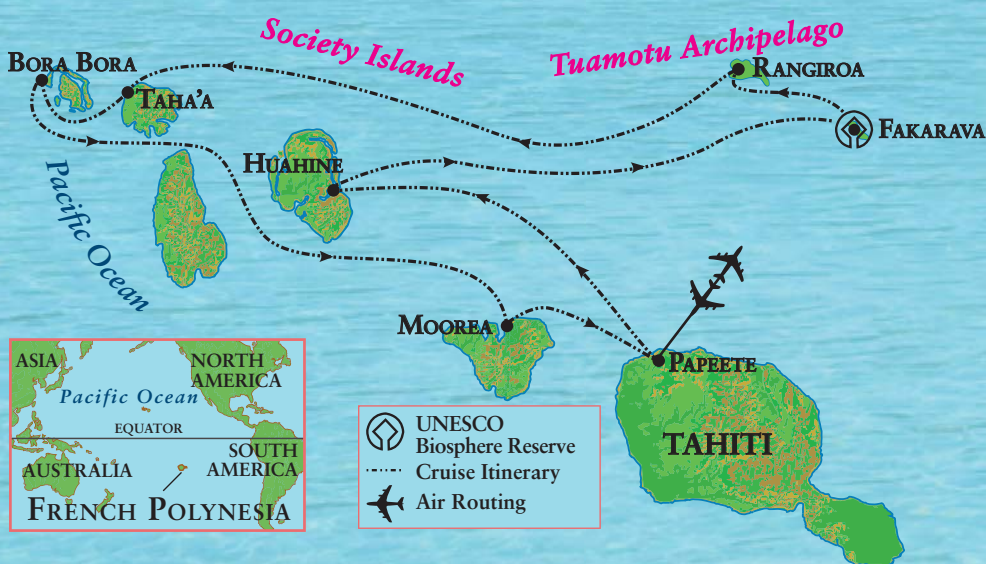 Society Islands
Tuamotu Archipelago
BORA BORA
TAHA'A
RANGIROA
FAKARAVA
HUAHINE
Pacific Ocean
MOOREA
PAPEETE
TAHITI
ASIA
NORTH
AMERICA
Pacific Ocean
EQUATOR
SOUTH
AMERICA
AUSTRALIA
FRENCH POLYNESIA
UNESCO
Biosphere Reserve
Cruise Itinerary
Air Routing